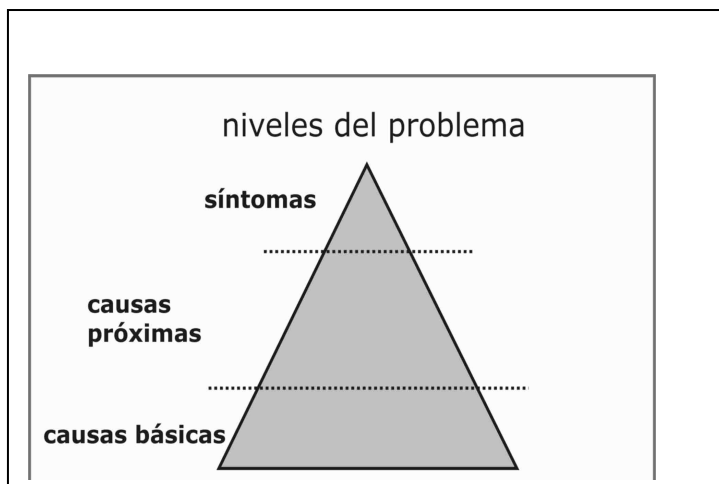 niveles del problema
síntomas
causas
próximas
causas básicas